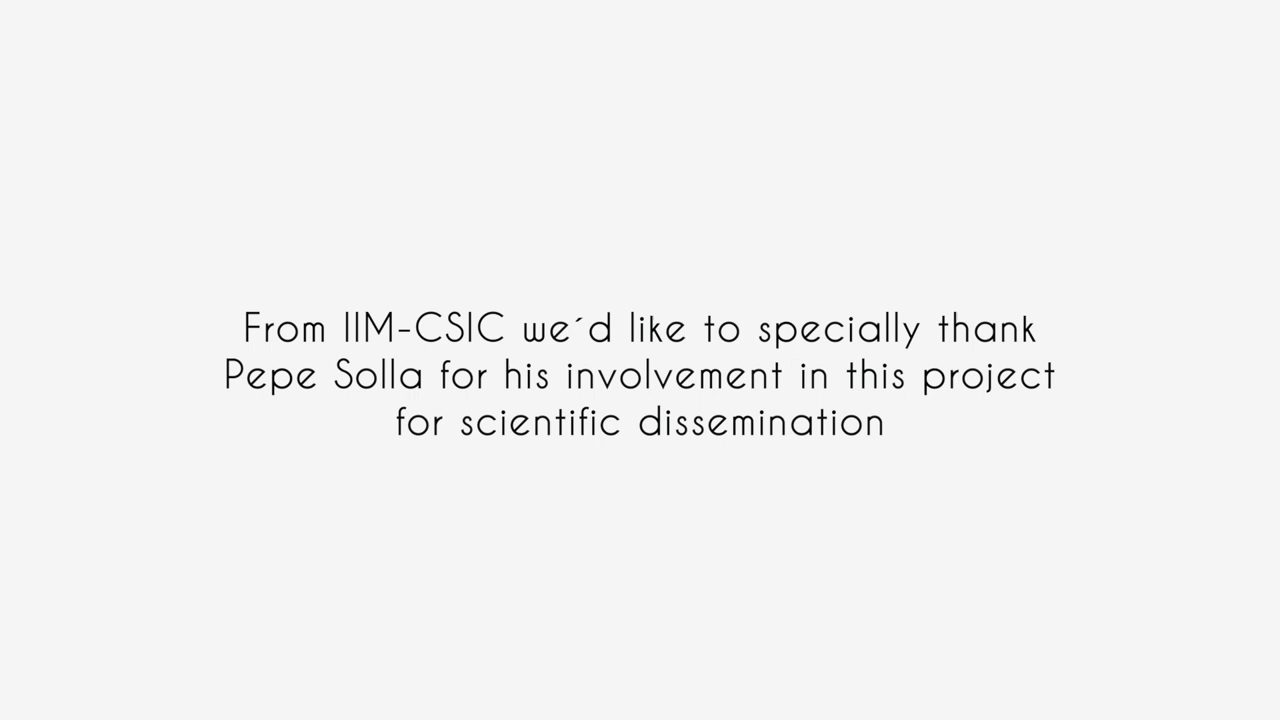 From IIM-CSIC we´d like to specially thank
Pepe Solla for his involvement in this project
for scientific dissemination